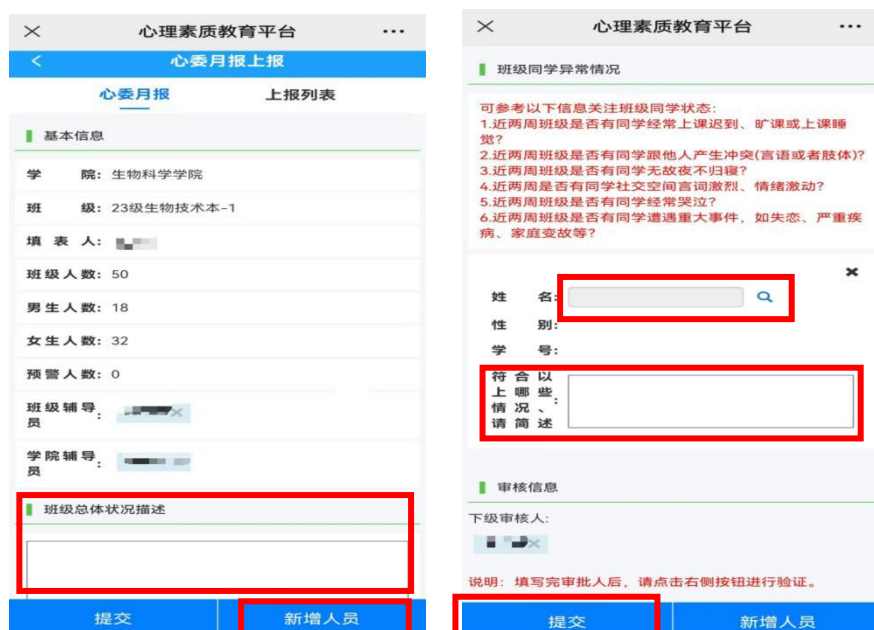 心理素质教育平台
心委月报上报
心委月报 上报列表
基本信息
学 院：生物科学学院
班 级：23级生物技术本-1
填 表 人：
班级人数：50
男生人数：18
女生人数：32
预警人数：0
班级辅导员：
学院辅导员：
班级总体状况描述
提交 新增人员
心理素质教育平台
班级同学异常情况
可参考以下信息关注班级同学状态：
1.近两周班级是否有同学经常上课迟到、旷课或上课睡
觉？
2.近两周班级是否有同学跟他人产生冲突(言语或者肢体)？
3.近两周班级是否有同学无故夜不归寝？
4.近两周是否有同学社交空间言词激烈、情绪激动？
5.近两周班级是否有同学经常哭泣？
6.近两周班级是否有同学遭遇重大事件，如失恋、严重疾
病、家庭变故等？
姓 名：
性 别：
学 号：
符合以
上哪些
情况、
请简述：
审核信息
下级审核人：
说明：填写完审批人后，请点击右侧按钮进行验证。
提交 新增人员